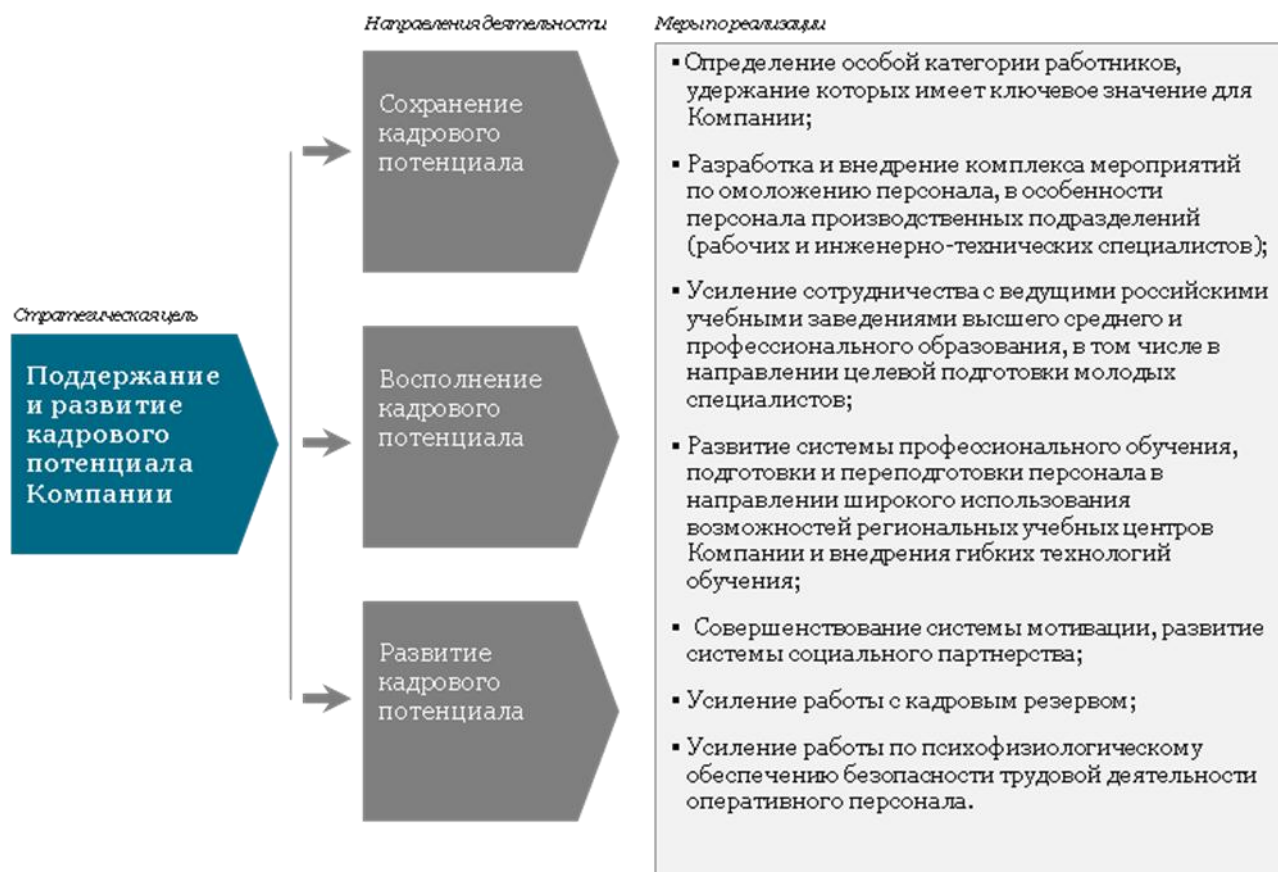 Стратегическая цель
Поддержание
и развитие
кадрового
потенциала
Компании
Направления деятельности
Сохранение
кадрового
потенциала
Восполнение
кадрового
потенциала
Развитие
кадрового
потенциала
Меры по реализации
▪ Определение особой категории работников,
удержание которых имеет ключевое значение для
Компании;
▪ Разработка и внедрение комплекса мероприятий
по омоложению персонала, в особенности
персонала производственных подразделений
(рабочих и инженерно-технических специалистов);
▪ Усиление сотрудничества с ведущими российскими
учебными заведениями высшего среднего и
профессионального образования, в том числе в
направлении целевой подготовки молодых
специалистов;
▪ Развитие системы профессионального обучения,
подготовки и переподготовки персонала в
направлении широкого использования
возможностей региональных учебных центров
Компании и внедрения гибких технологий
обучения;
▪ Совершенствование системы мотивации, развитие
системы социального партнерства;
▪ Усиление работы с кадровым резервом;
▪ Усиление работы по психофизиологическому
обеспечению безопасности трудовой деятельности
оперативного персонала.